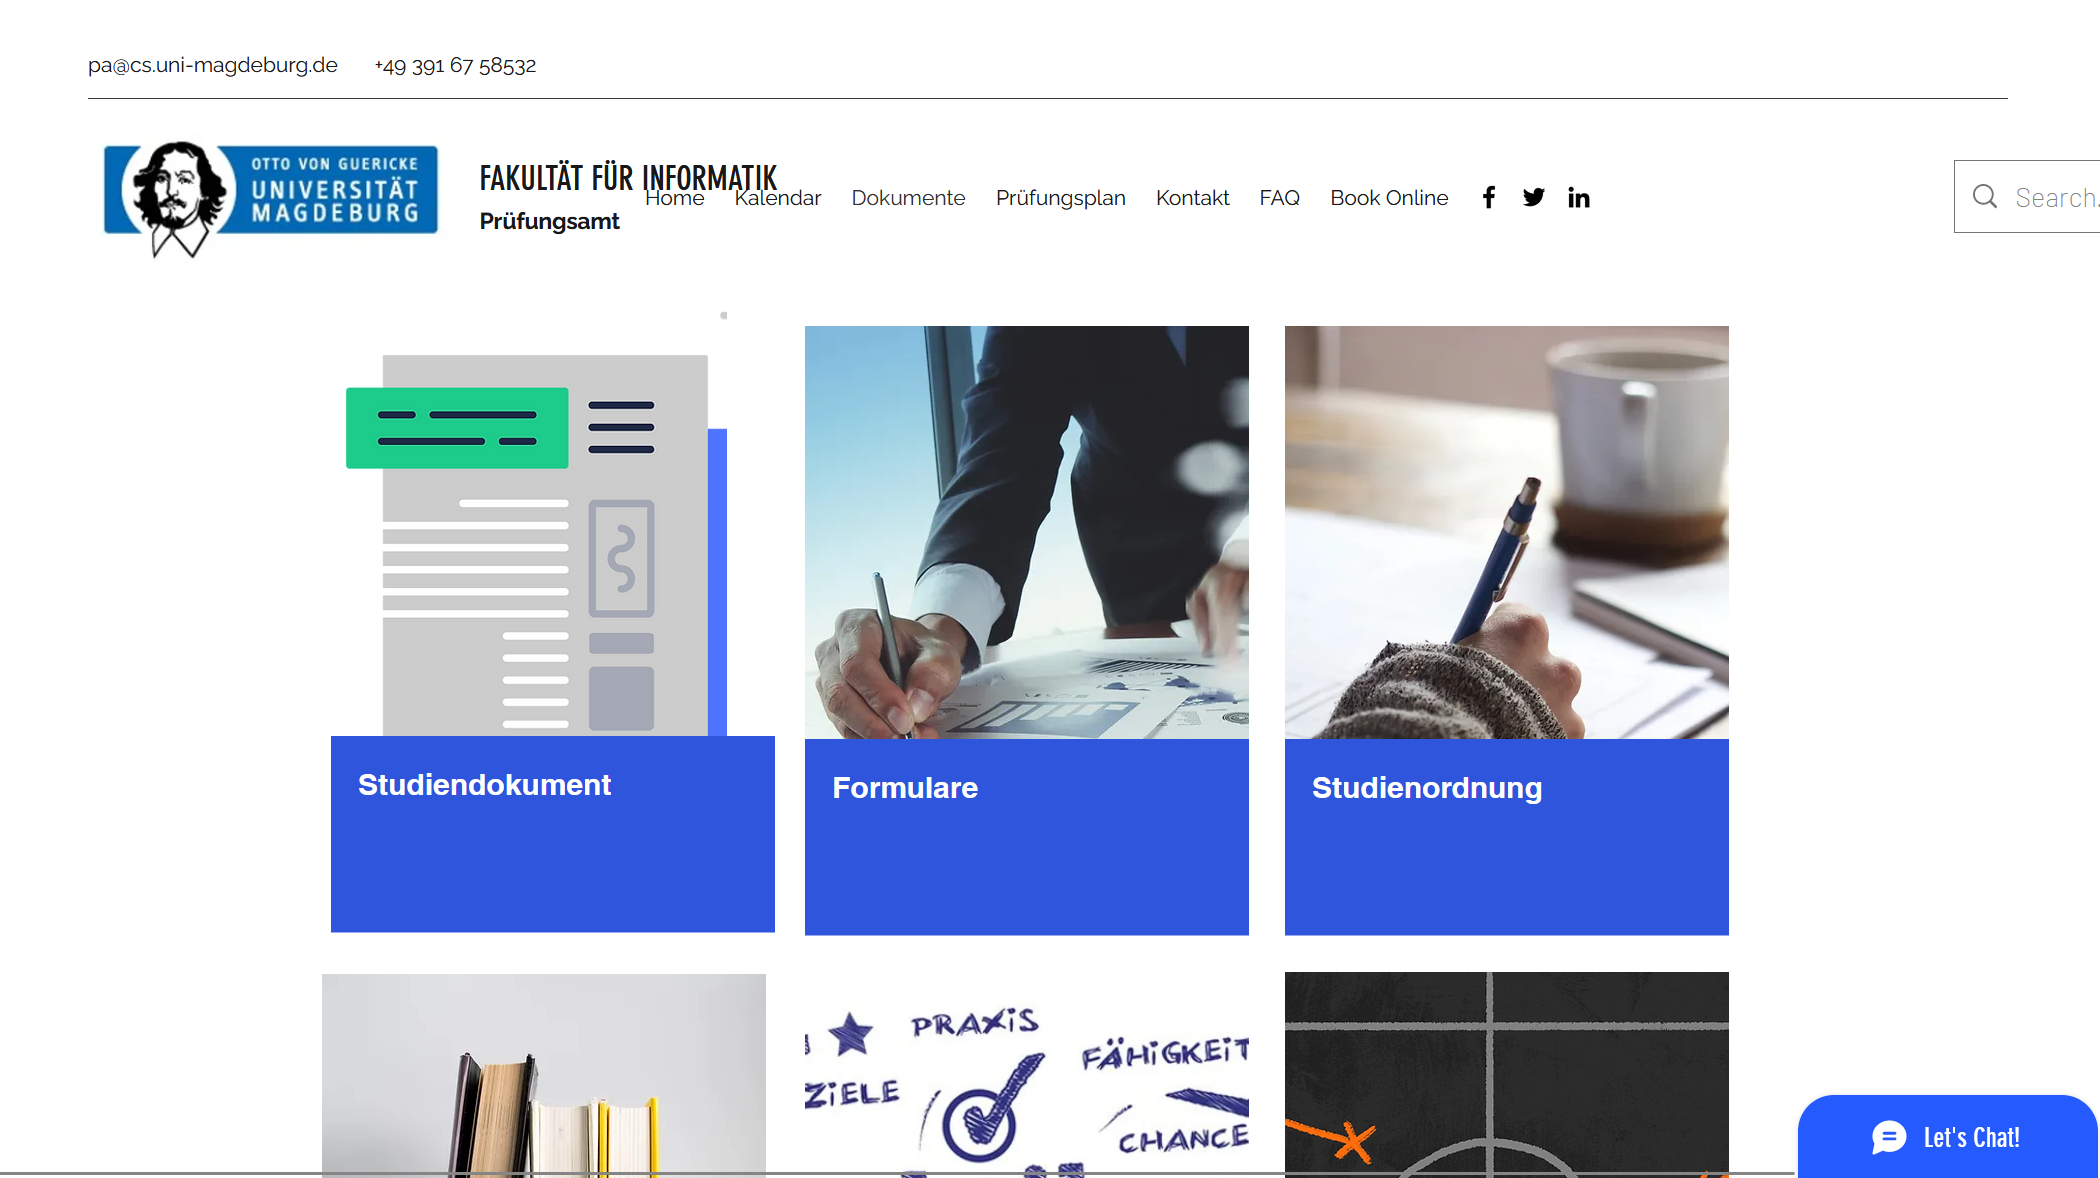 pa@cs.uni-magdeburg.de +49 391 67 58532
OTTO VON GUERICKE
UNIVERSITÄT
MAGDEBURG
FAKULTÄT FÜR INFORMATIK
Prüfungsamt
Home Kalendar Dokumente Prüfungsplan Kontakt FAQ Book Online
Search.
Studiendokument
Formulare
Studienordnung
PRAXiS
FÄHiGKEiT
ZiELE
CHANCE
Let's Chat!